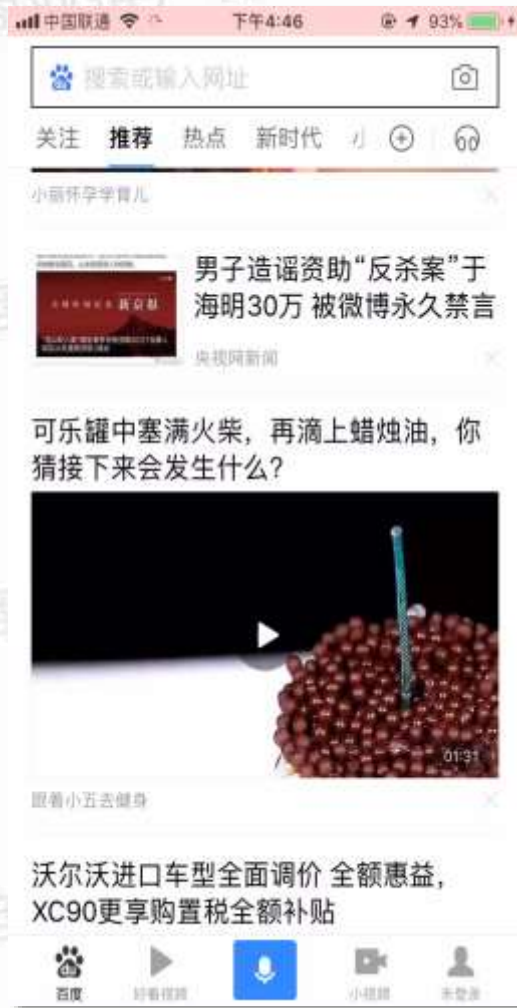 中国联通 下午4:46 93%
搜索或输入网址
关注 推荐 热点 新时代
小丽怀孕学育儿
男子造谣资助“反杀案”于
海明30万 被微博永久禁言
新京报
央视网新闻
可乐罐中塞满火柴，再滴上蜡烛油，你
猜接下来会发生什么？
01:31
跟着小五去健身
沃尔沃进口车型全面调价 全额惠益，
XC90更享购置税全额补贴
百度 好看视频 小视频 未登录